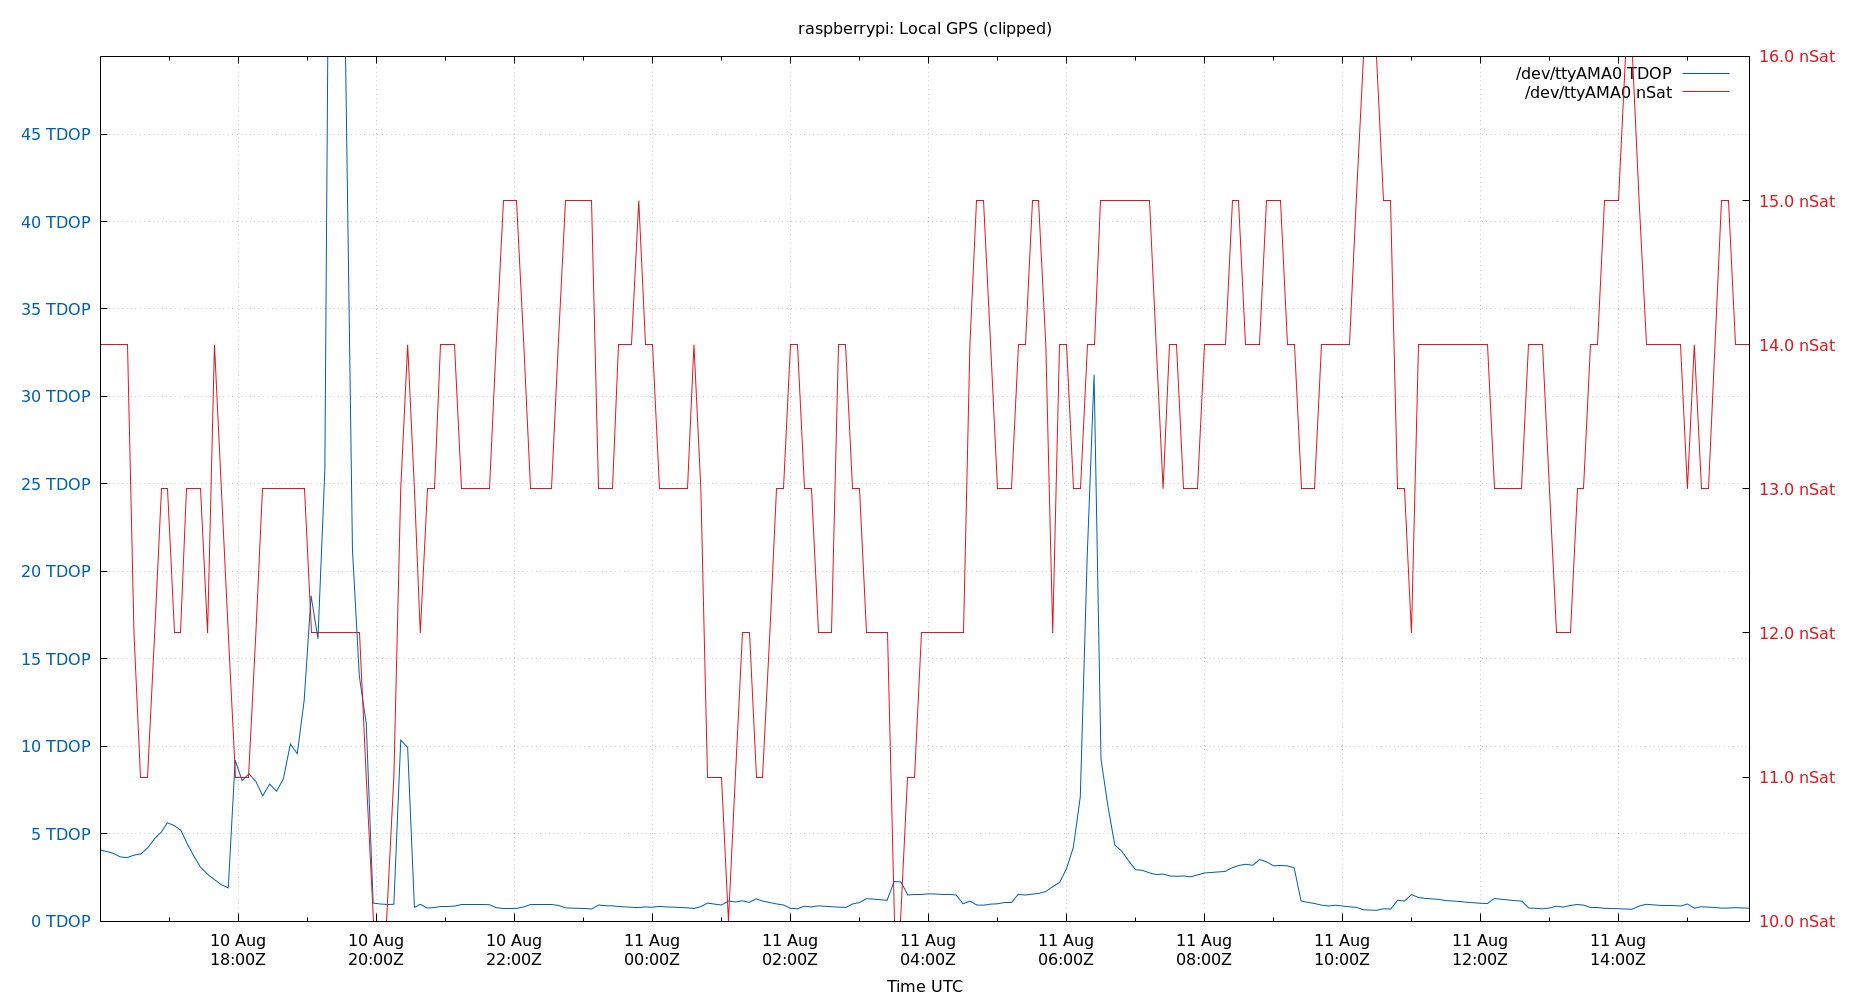 raspberrypi: Local GPS (clipped)
/dev/ttyAMA0 TDOP
/dev/ttyAMA0 nSat
45 TDOP
40 TDOP
35 TDOP
30 TDOP
25 TDOP
20 TDOP
15 TDOP
10 TDOP
5 TDOP
0 TDOP
16.0 nSat
15.0 nSat
14.0 nSat
13.0 nSat
12.0 nSat
11.0 nSat
10.0 nSat
10 Aug
18:00Z
10 Aug
20:00Z
10 Aug
22:00Z
11 Aug
00:00Z
11 Aug
02:00Z
11 Aug
04:00Z
11 Aug
06:00Z
11 Aug
08:00Z
11 Aug
10:00Z
11 Aug
12:00Z
11 Aug
14:00Z
Time UTC